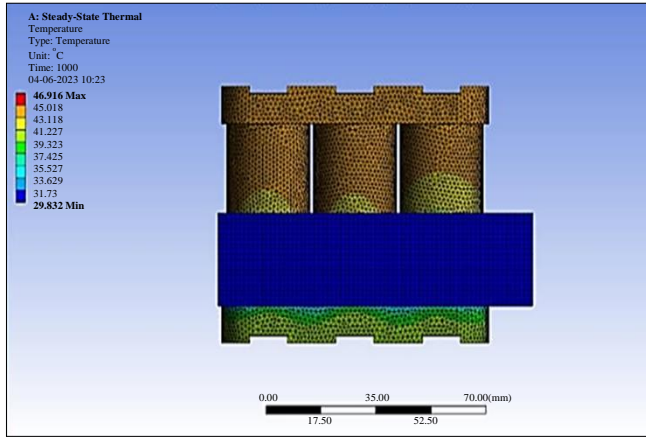 A: Steady-State Thermal
Temperature
Type: Temperature
Unit: °C
Time: 1000
04-06-2023 10:23
46.916 Max
45.018
43.118
41.227
39.323
37.425
35.527
33.629
31.73
29.832 Min
0.00 35.00 70.00(mm)
17.50 52.50